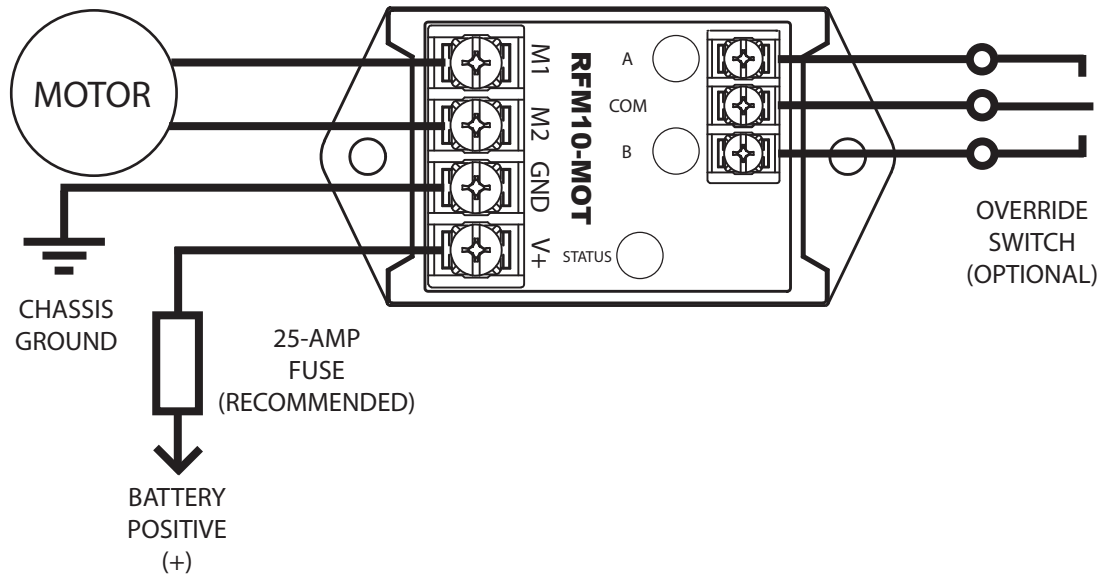 MOTOR
M1
M2
GND
V+
RFM10-MOT
A
COM
B
STATUS
OVERRIDE
SWITCH
(OPTIONAL)
CHASSIS
GROUND
25-AMP
FUSE
(RECOMMENDED)
BATTERY
POSITIVE
(+)